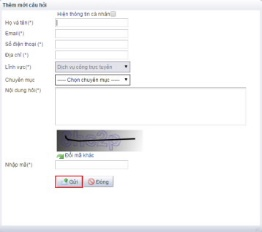 Thêm mới câu hỏi
Hiện thông tin cá nhân
Họ và tên(*)
Email(*)
Số điện thoại(*)
Địa chỉ (*)
Lĩnh vực(*) Dịch vụ công trực tuyến
Chuyên mục ---- Chọn chuyên mục ----
Nội dung hỏi(*)
Đổi mã khác
Nhập mã(*)
Gửi Đóng